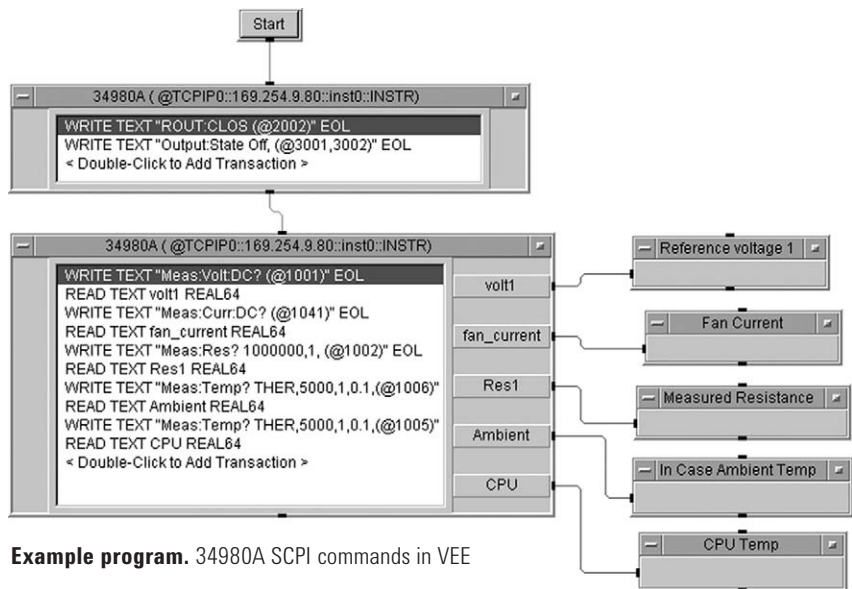 Start
34980A ( @TCPIP0::169.254.9.80::inst0::INSTR)
WRITE TEXT "ROUT:CLOS (@2002)" EOL
WRITE TEXT "Output:State Off, (@3001,3002)" EOL
< Double-Click to Add Transaction >
34980A ( @TCPIP0::169.254.9.80::inst0::INSTR)
WRITE TEXT "Meas:Volt:DC? (@1001)" EOL
READ TEXT volt1 REAL64
WRITE TEXT "Meas:Curr:DC? (@1041)" EOL
READ TEXT fan_current REAL64
WRITE TEXT "Meas:Res? 1000000,1, (@1002)" EOL
READ TEXT Res1 REAL64
WRITE TEXT "Meas:Temp? THER,5000,1,0.1,(@1006)"
READ TEXT Ambient REAL64
WRITE TEXT "Meas:Temp? THER,5000,1,0.1,(@1005)"
READ TEXT CPU REAL64
< Double-Click to Add Transaction >
volt1
fan_current
Res1
Ambient
CPU
Reference voltage 1
Fan Current
Measured Resistance
In Case Ambient Temp
CPU Temp
Example program. 34980A SCPI commands in VEE